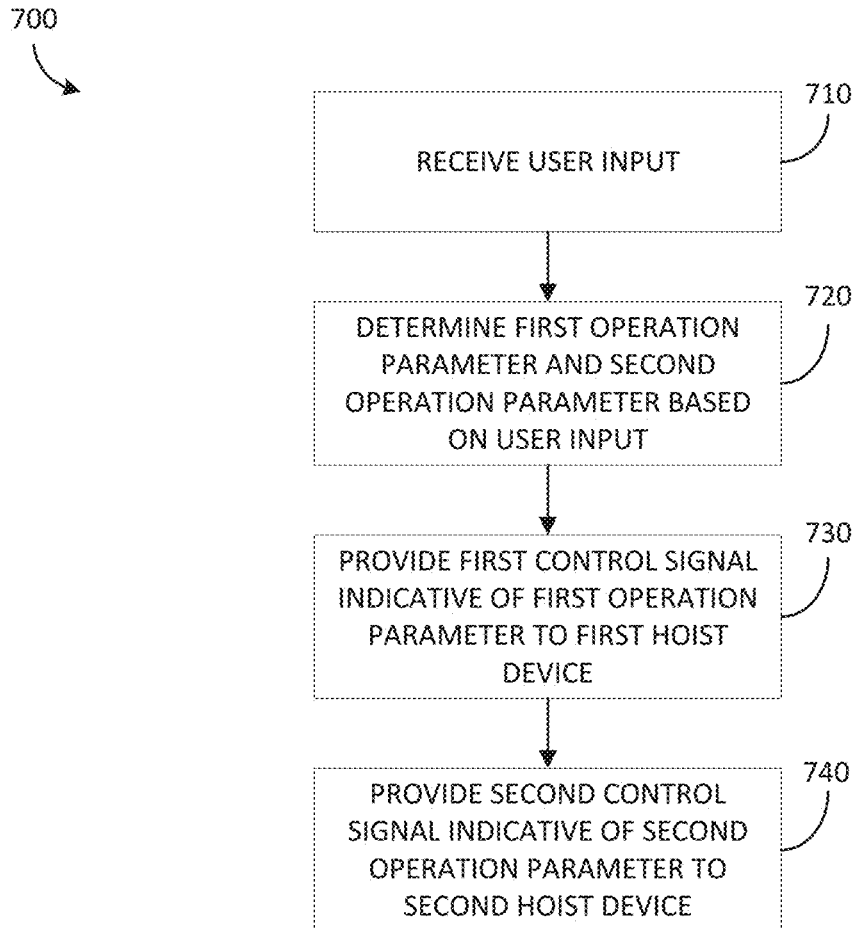 700
710
RECEIVE USER INPUT
720
DETERMINE FIRST OPERATION
PARAMETER AND SECOND
OPERATION PARAMETER BASED
ON USER INPUT
730
PROVIDE FIRST CONTROL SIGNAL
INDICATIVE OF FIRST OPERATION
PARAMETER TO FIRST HOIST
DEVICE
740
PROVIDE SECOND CONTROL
SIGNAL INDICATIVE OF SECOND
OPERATION PARAMETER TO
SECOND HOIST DEVICE